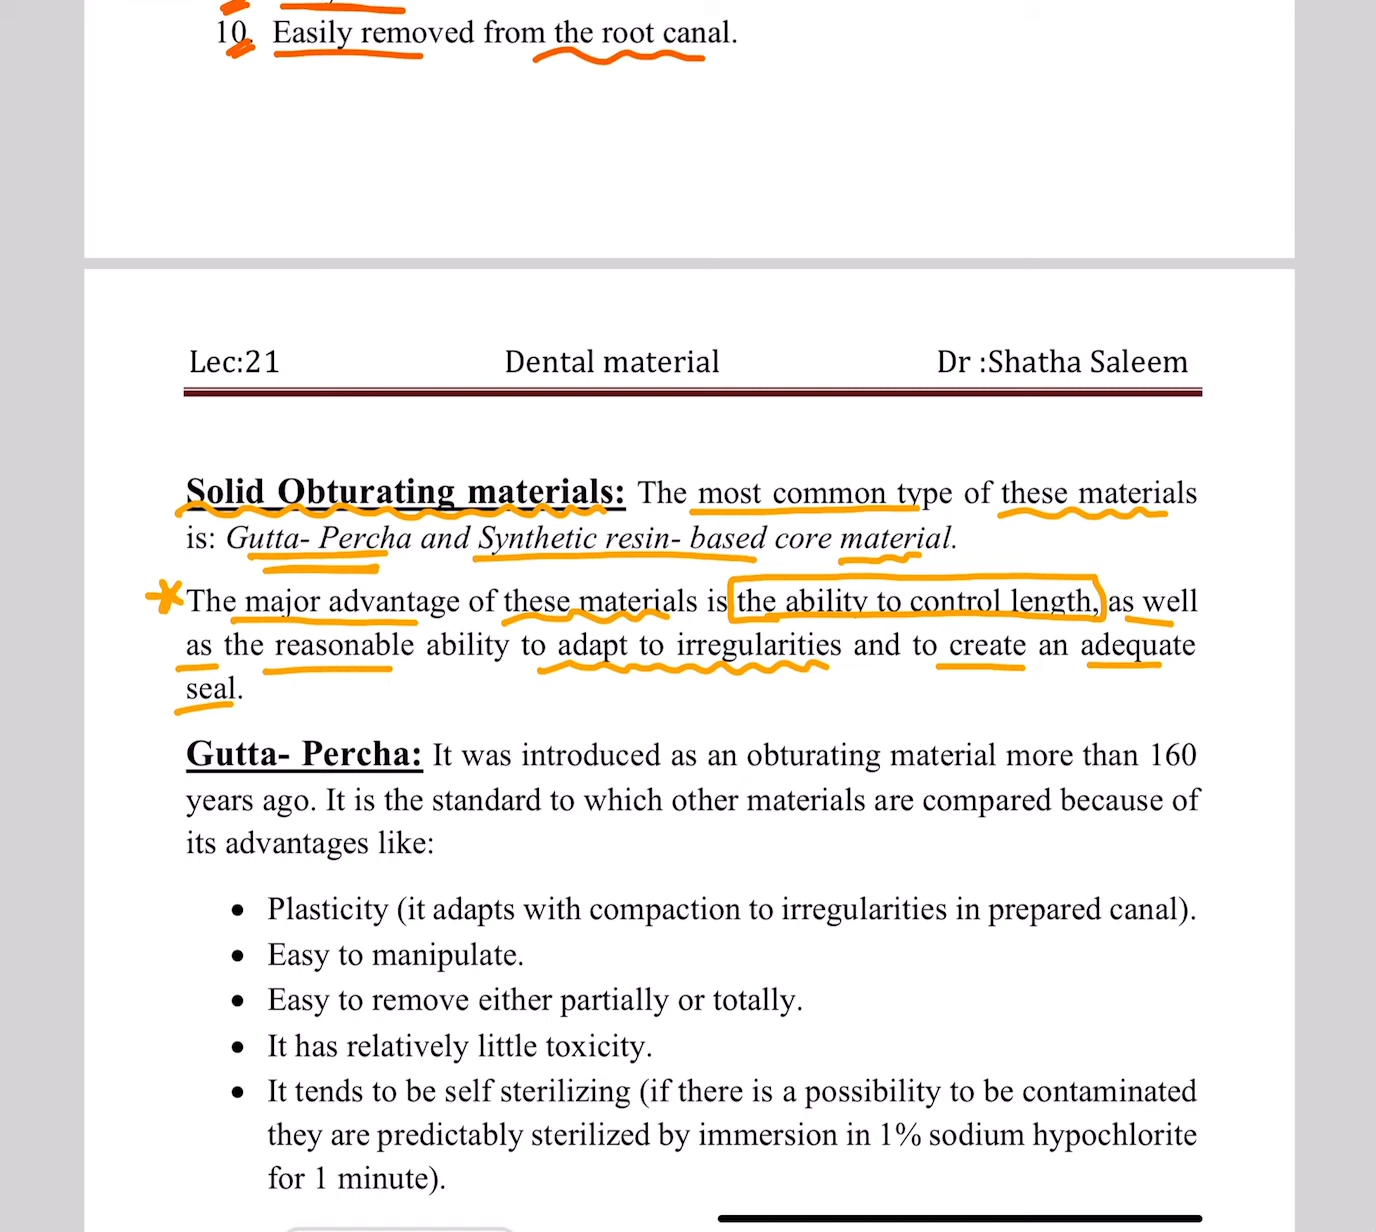 10. Easily removed from the root canal.
Lec:21 Dental material Dr :Shatha Saleem
Solid Obturating materials: The most common type of these materials
is: Gutta- Percha and Synthetic resin- based core material.
The major advantage of these materials is the ability to control length, as well
as the reasonable ability to adapt to irregularities and to create an adequate
seal.
Gutta- Percha: It was introduced as an obturating material more than 160
years ago. It is the standard to which other materials are compared because of
its advantages like:
• Plasticity (it adapts with compaction to irregularities in prepared canal).
• Easy to manipulate.
• Easy to remove either partially or totally.
• It has relatively little toxicity.
• It tends to be self sterilizing (if there is a possibility to be contaminated
they are predictably sterilized by immersion in 1% sodium hypochlorite
for 1 minute).